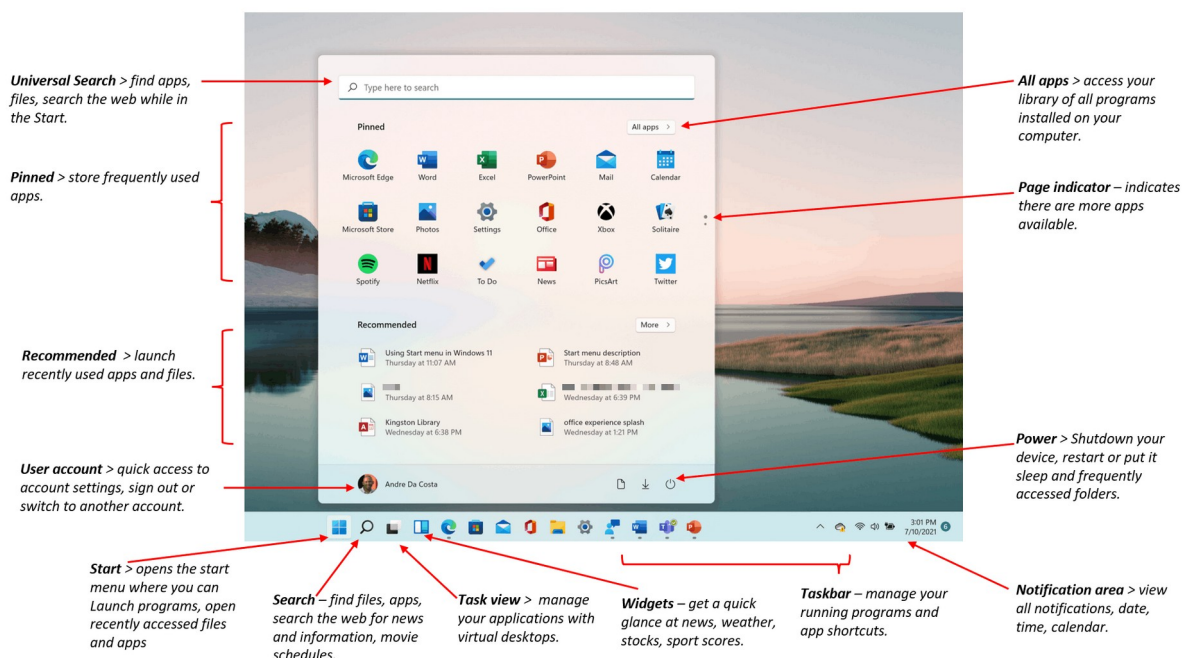 Universal Search > find apps,
files, search the web while in
the Start.
Pinned > store frequently used
apps.
Recommended > launch
recently used apps and files.
User account > quick access to
account settings, sign out or
switch to another account.
Type here to search
Pinned
All apps >
Microsoft Edge
Word
Excel
PowerPoint
Mail
Calendar
Microsoft Store
Photos
Settings
Office
Xbox
Solitaire
Spotify
Netflix
To Do
News
PicsArt
Twitter
Recommended
More >
Using Start menu in Windows 11
Thursday at 11:07 AM
Start menu description
Thursday at 8:48 AM
Thursday at 8:15 AM
Wednesday at 6:39 PM
Kingston Library
Wednesday at 6:38 PM
office experience splash
Wednesday at 1:21 PM
Andre Da Costa
3:01 PM
7/10/2021
6
All apps > access your
library of all programs
installed on your
computer.
Page indicator – indicates
there are more apps
available.
Power > Shutdown your
device, restart or put it
sleep and frequently
accessed folders.
Start > opens the start
menu where you can
Launch programs, open
recently accessed files
and apps
Search – find files, apps,
search the web for news
and information, movie
schedules.
Task view > manage
your applications with
virtual desktops.
Widgets – get a quick
glance at news, weather,
stocks, sport scores.
Taskbar – manage your
running programs and
app shortcuts.
Notification area > view
all notifications, date,
time, calendar.